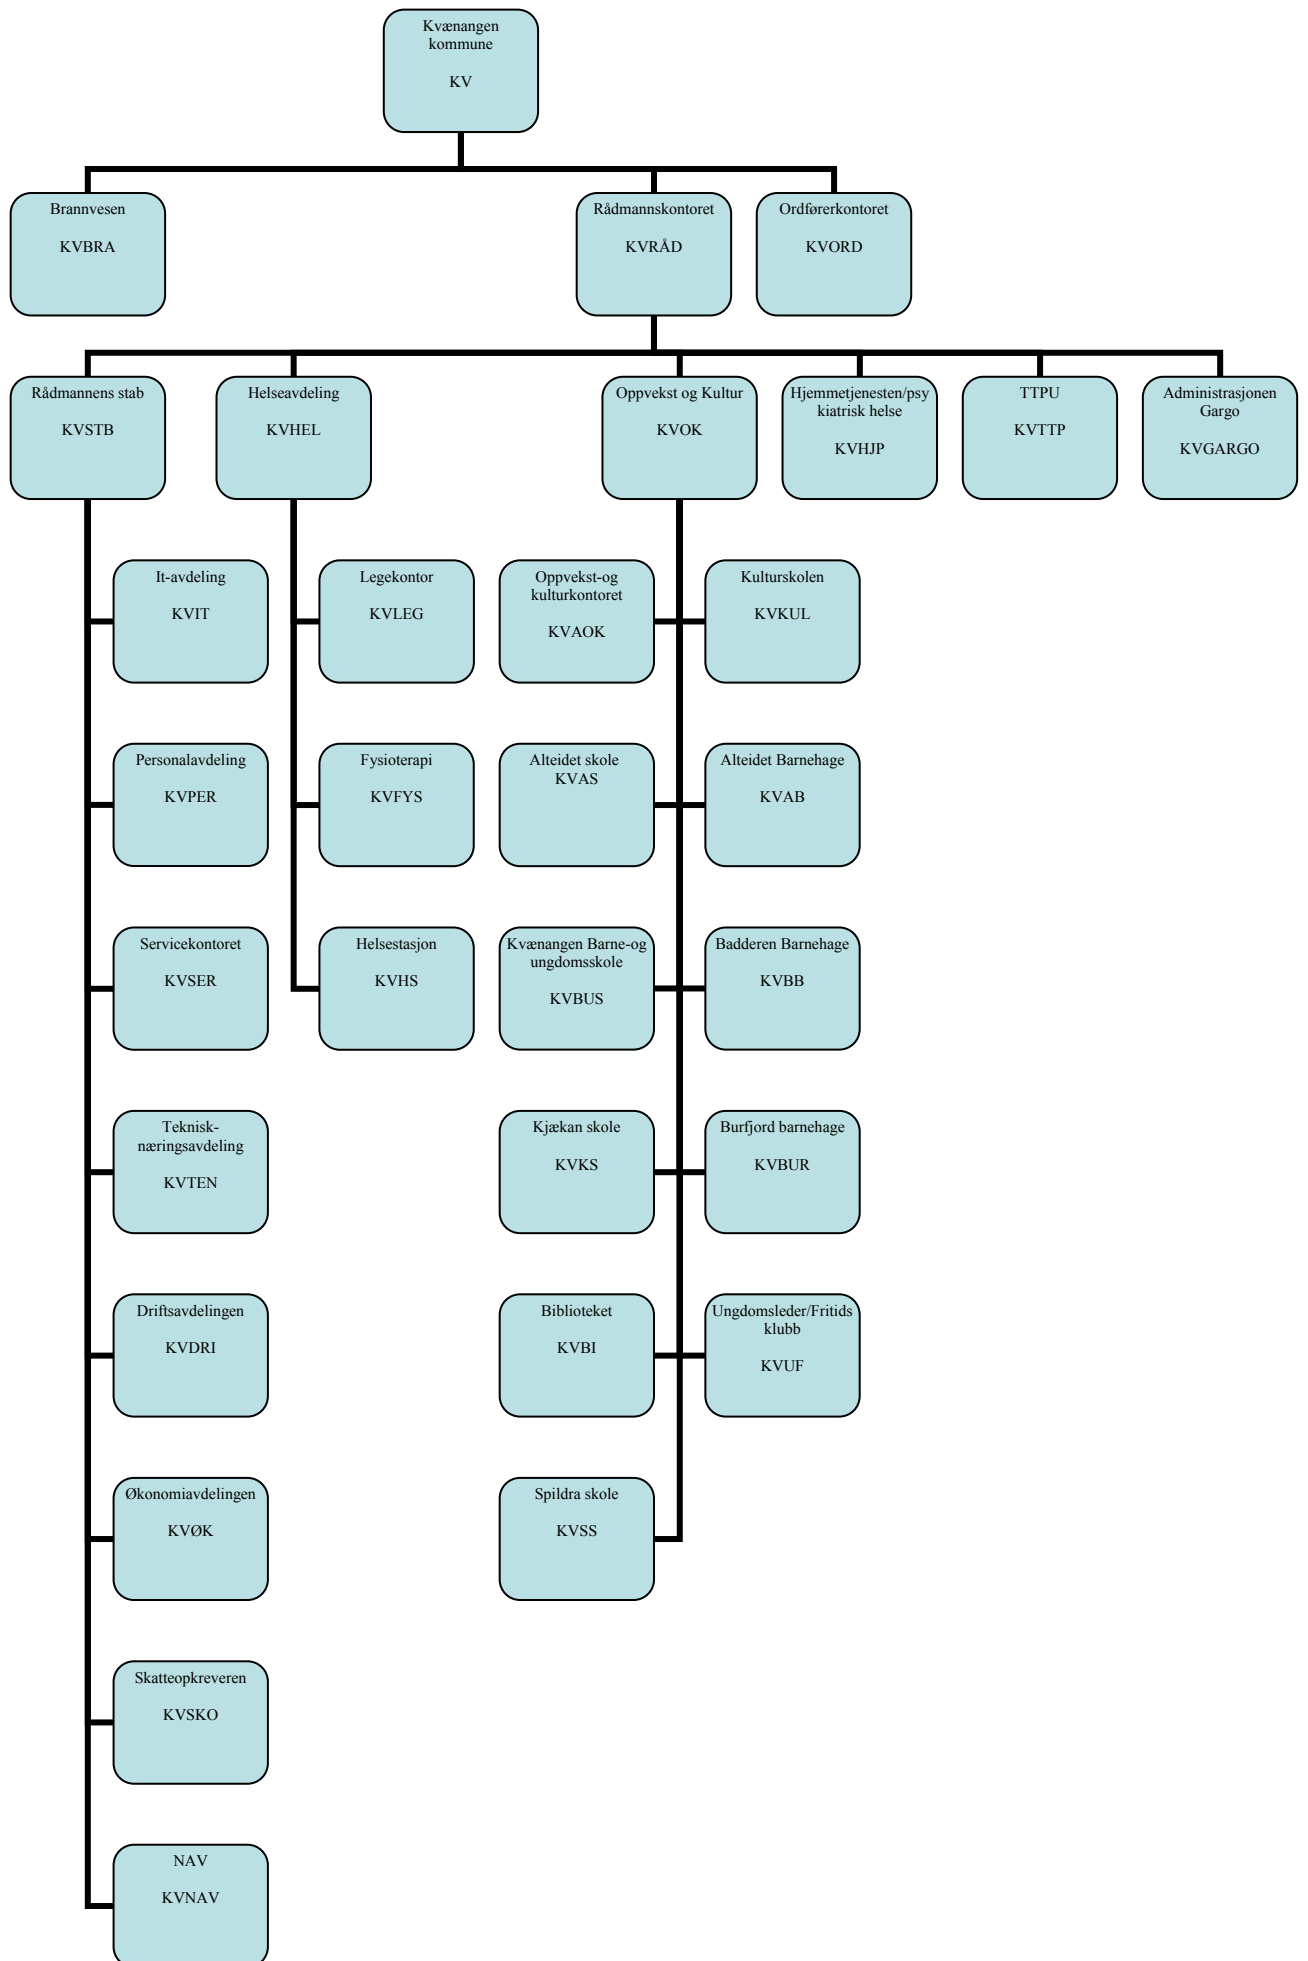 Kvænangen
kommune
KV
Brannvesen
KVBRA
Rådmannskontoret
KVRÅD
Ordførerkontoret
KVORD
Rådmannens stab
KVSTB
Helseavdeling
KVHEL
Oppvekst og Kultur
KVOK
Hjemmetjenesten/psy
kiatrisk helse
KVHJP
TTPU
KVTTP
Administrasjonen
Gargo
KVGARGO
It-avdeling
KVIT
Legekontor
KVLEG
Oppvekst-og
kulturkontoret
KVAOK
Kulturskolen
KVKUL
Personalavdeling
KVPER
Fysioterapi
KVFYS
Alteidet skole
KVAS
Alteidet Barnehage
KVAB
Servicekontoret
KVSER
Helsestasjon
KVHS
Kvænangen Barne-og
ungdomsskole
KVBUS
Badderen Barnehage
KVBB
Teknisk-
næringsavdeling
KVTEN
Kjækan skole
KVKS
Burfjord barnehage
KVBUR
Driftsavdelingen
KVDRI
Biblioteket
KVBI
Ungdomsleder/Fritids
klubb
KVUF
Økonomiavdelingen
KVØK
Spildra skole
KVSS
Skatteopkreveren
KVSKO
NAV
KVNAV